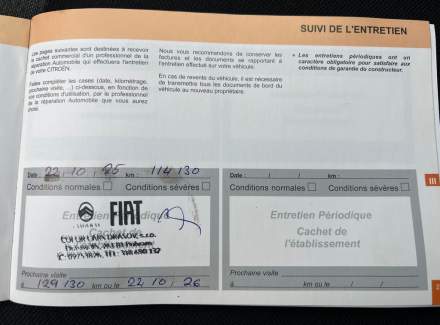 SUIVI DE L'ENTRETIEN
Les pages suivantes sont destinées à recevoir
le cachet commercial d'un professionnel de la
réparation Automobile qui effectuera l'entretien
de votre CITROËN.
Faites compléter les cases (date, kilométrage,
prochaine visite, ...) ci-dessous, en fonction de
vos conditions d'utilisation, par le professionnel
de la réparation Automobile que vous aurez
choisi.
Nous vous recommandons de conserver les
factures et les documents se rapportant à
l'entretien effectué sur votre véhicule.
En cas de revente du véhicule, il est nécessaire
de transmettre tous les documents de bord du
véhicule au nouveau propriétaire.
• Les entretiens périodiques ont un
caractère obligatoire pour satisfaire aux
conditions de garantie du constructeur.
Date : 22 / 10 / 25 km : 114 130
Conditions normales Conditions sévères
Entretien Périodique
FIAT
Cachet de
Prochaine visite
à 129 130 km ou le 22 / 10 / 26
Date : / / km :
Conditions normales Conditions sévères
Entretien Périodique
Cachet de
l'établissement
Prochaine visite
à km ou le / /
III